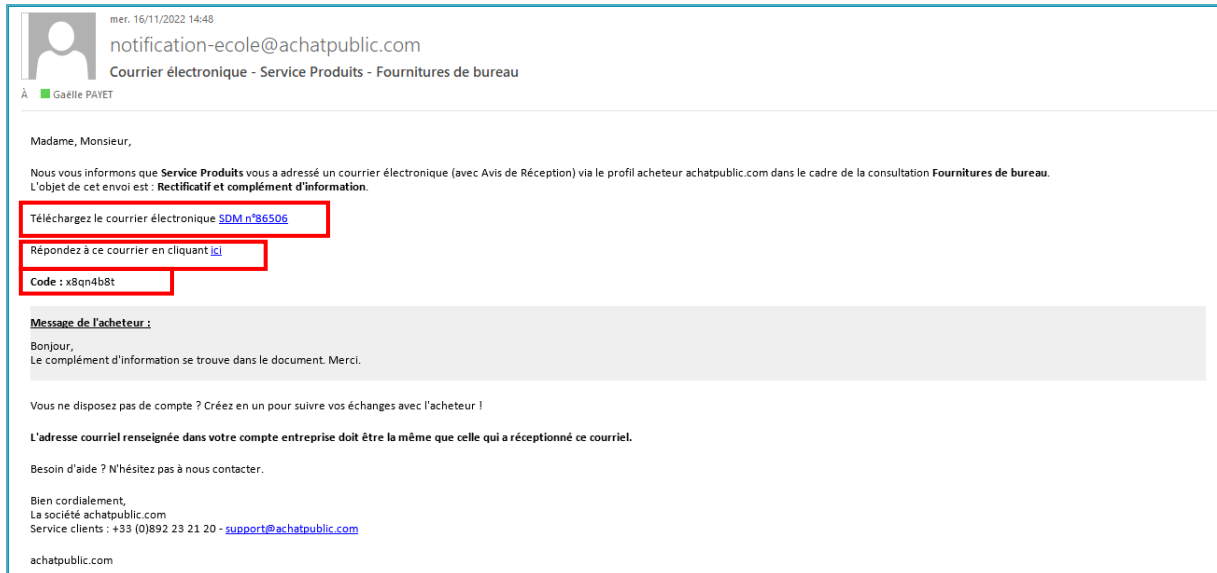 mer. 16/11/2022 14:48
notification-ecole@achatpublic.com
Courrier électronique - Service Produits - Fournitures de bureau
À Gaëlle PAYET
Madame, Monsieur,
Nous vous informons que Service Produits vous a adressé un courrier électronique (avec Avis de Réception) via le profil acheteur achatpublic.com dans le cadre de la consultation Fournitures de bureau.
L'objet de cet envoi est : Rectificatif et complément d'information.
Téléchargez le courrier électronique SDM n°86506
Répondez à ce courrier en cliquant ici
Code : x8qn4b8t
Message de l'acheteur :
Bonjour,
Le complément d'information se trouve dans le document. Merci.
Vous ne disposez pas de compte ? Créez en un pour suivre vos échanges avec l'acheteur !
L'adresse courriel renseignée dans votre compte entreprise doit être la même que celle qui a réceptionné ce courriel.
Besoin d'aide ? N'hésitez pas à nous contacter.
Bien cordialement,
La société achatpublic.com
Service clients : +33 (0)892 23 21 20 - support@achatpublic.com
achatpublic.com